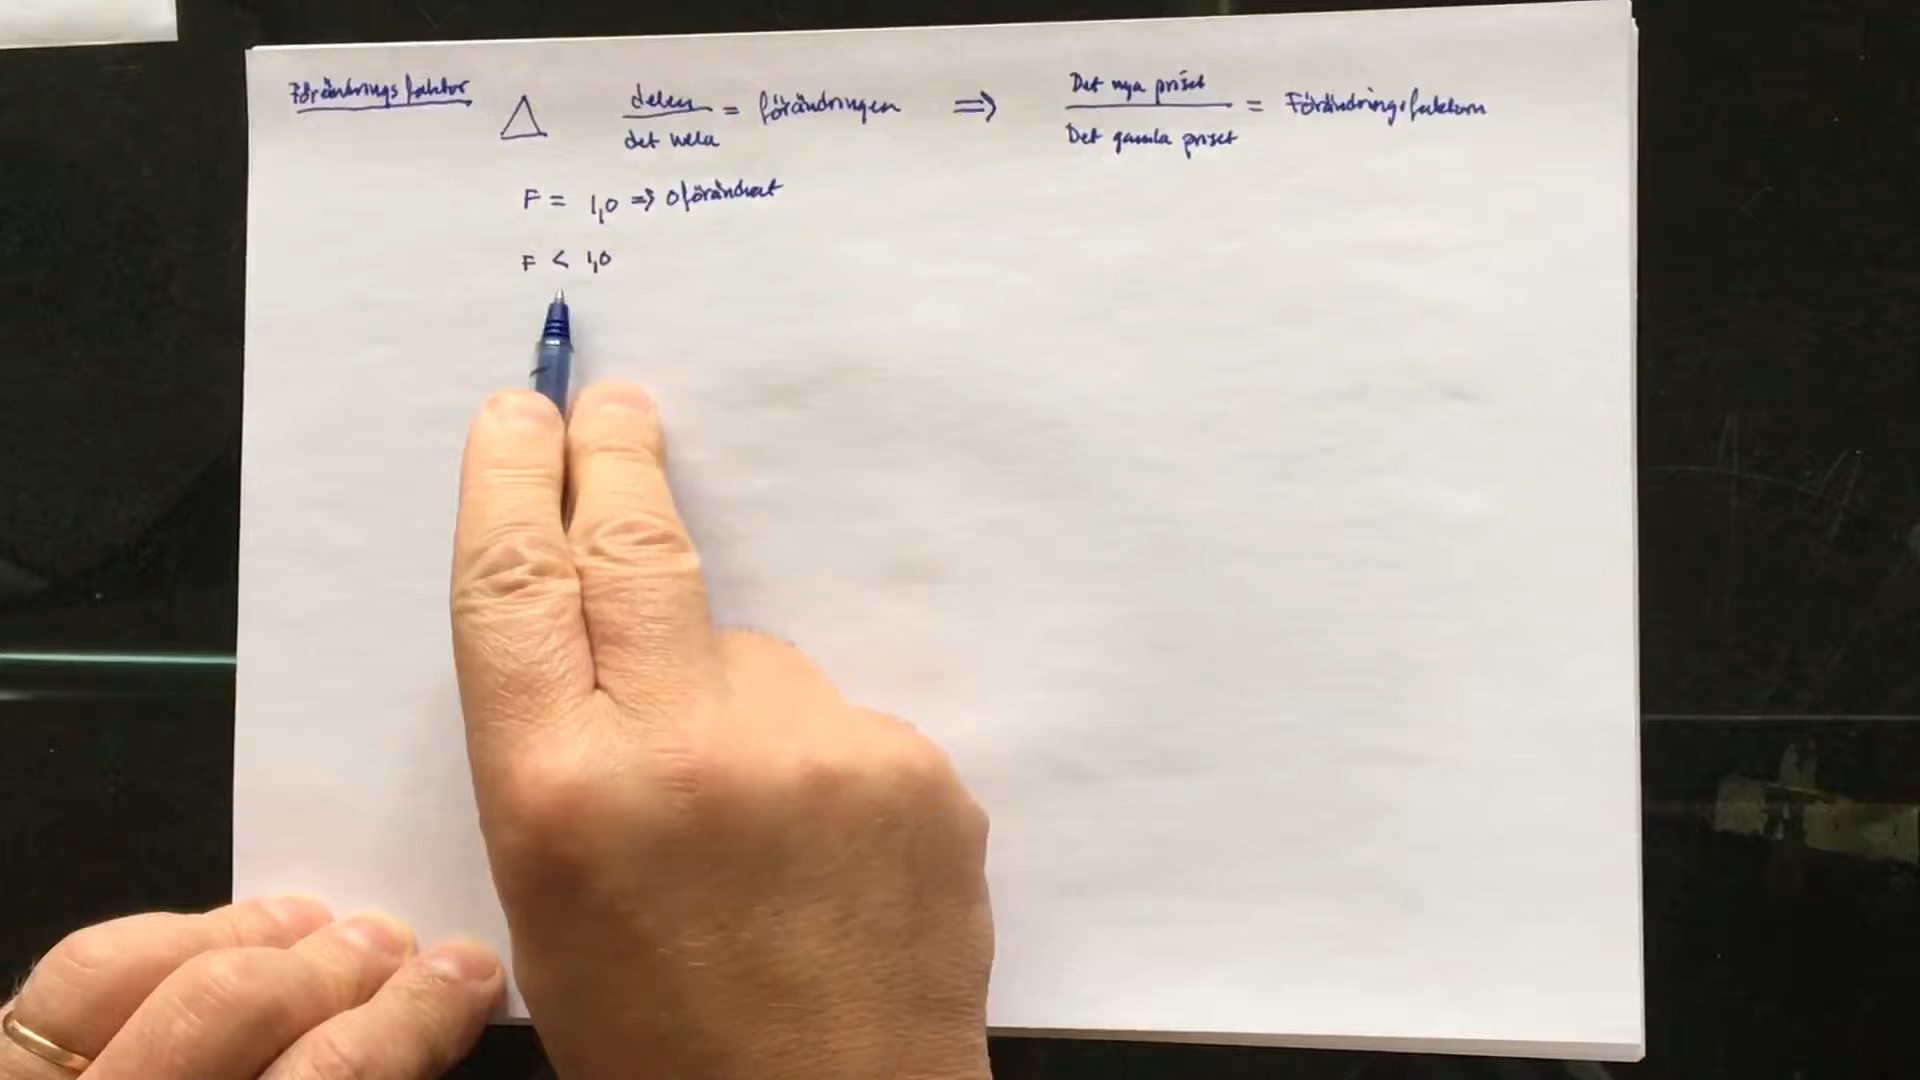 Förändringsfaktor
△ delen / det hela = förändringen ⇒ Det nya priset / Det gamla priset = Förändringsfaktorn
F = 1,0 ⇒ oförändrat
F < 1,0